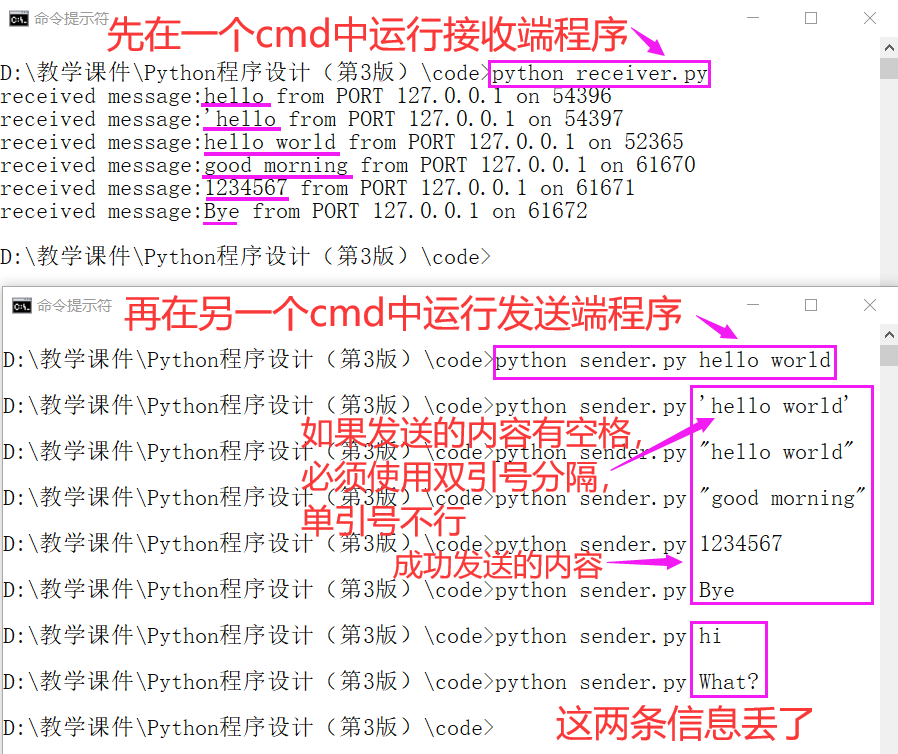 命令提示符
先在一个cmd中运行接收端程序
D:\教学课件\Python程序设计（第3版）\code>python receiver.py
received message:hello from PORT 127.0.0.1 on 54396
received message:'hello from PORT 127.0.0.1 on 54397
received message:hello world from PORT 127.0.0.1 on 52365
received message:good morning from PORT 127.0.0.1 on 61670
received message:1234567 from PORT 127.0.0.1 on 61671
received message:Bye from PORT 127.0.0.1 on 61672
D:\教学课件\Python程序设计（第3版）\code>
命令提示符
再在另一个cmd中运行发送端程序
D:\教学课件\Python程序设计（第3版）\code>python sender.py hello world
D:\教学课件\Python程序设计（第3版）\code>python sender.py 'hello world'
如果发送的内容有空格，
D:\教学课件\Python程序设计（第3版）\code>python sender.py "hello world"
必须使用双引号分隔，
D:\教学课件\Python程序设计（第3版）\code>python sender.py "good morning"
单引号不行
D:\教学课件\Python程序设计（第3版）\code>python sender.py 1234567
成功发送的内容
D:\教学课件\Python程序设计（第3版）\code>python sender.py Bye
D:\教学课件\Python程序设计（第3版）\code>python sender.py hi
D:\教学课件\Python程序设计（第3版）\code>python sender.py What?
D:\教学课件\Python程序设计（第3版）\code>
这两条信息丢了